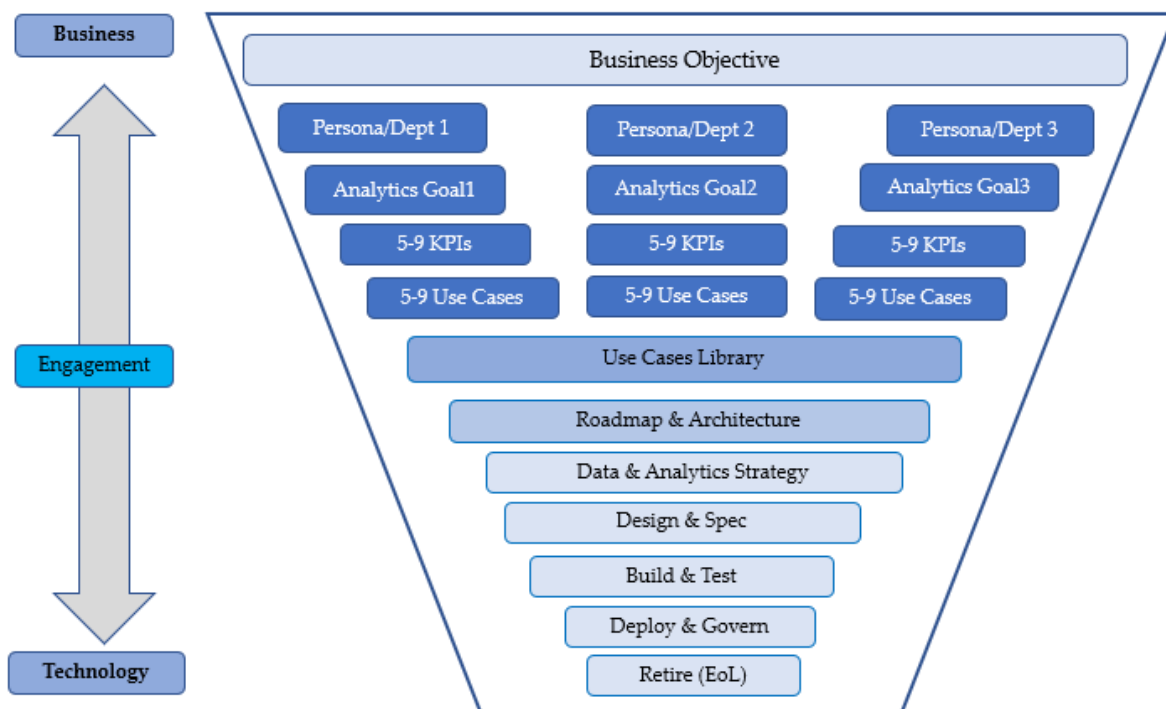 Business
Business Objective
Persona/Dept 1
Persona/Dept 2
Persona/Dept 3
Analytics Goal1
Analytics Goal2
Analytics Goal3
5-9 KPIs
5-9 KPIs
5-9 KPIs
5-9 Use Cases
5-9 Use Cases
5-9 Use Cases
Engagement
Use Cases Library
Roadmap & Architecture
Data & Analytics Strategy
Design & Spec
Build & Test
Deploy & Govern
Technology
Retire (EoL)